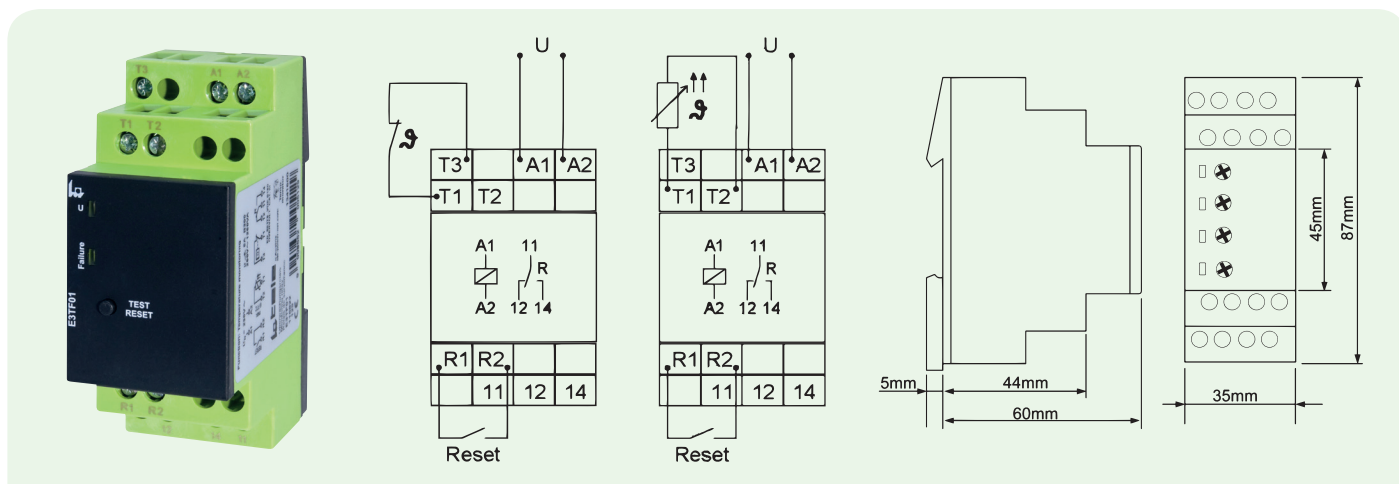 T3 A1 A2
T1 T2
U
Failure
E3TF01
TEST
RESET
R1 R2
U
ϑ
T3 A1 A2
T1 T2
A1 11
R
A2 12 14
R1 R2
11 12 14
Reset
U
ϑ
T3 A1 A2
T1 T2
A1 11
R
A2 12 14
R1 R2
11 12 14
Reset
5mm
44mm
60mm
45mm
87mm
35mm